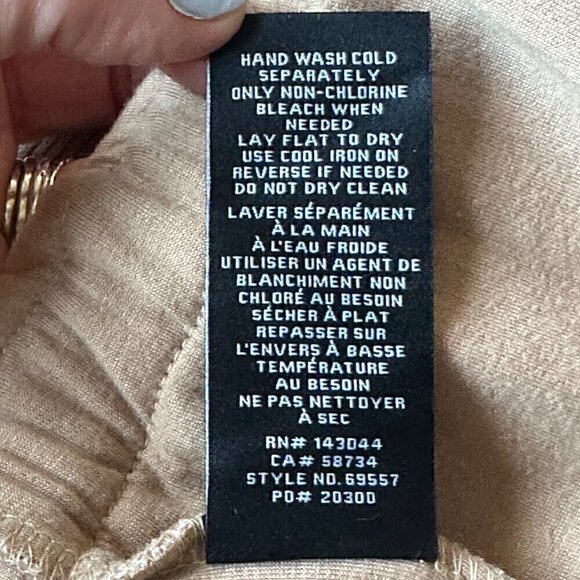 HAND WASH COLD
SEPARATELY
ONLY NON-CHLORINE
BLEACH WHEN
NEEDED
LAY FLAT TO DRY
USE COOL IRON ON
REVERSE IF NEEDED
DO NOT DRY CLEAN
LAVER SÉPARÉMENT
À LA MAIN
À L'EAU FROIDE
UTILISER UN AGENT DE
BLANCHIMENT NON
CHLORÉ AU BESOIN
SÉCHER À PLAT
REPASSER SUR
L'ENVERS À BASSE
TEMPÉRATURE
AU BESOIN
NE PAS NETTOYER
À SEC
RN# 143044
CA# 58734
STYLE NO. 69557
PO# 20300